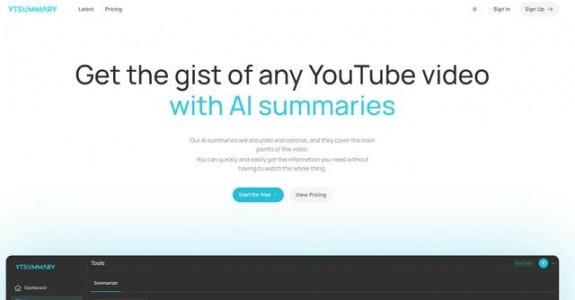 YTSUMMARY Latest Pricing Sign In Sign Up →
Get the gist of any YouTube video
with AI summaries
Our AI summaries are accurate and concise, and they cover the main
points of the video.
You can quickly and easily get the information you need without
having to watch the whole thing.
Start for free View Pricing
YTSUMMARY Tools
Summarizer
Dashboard